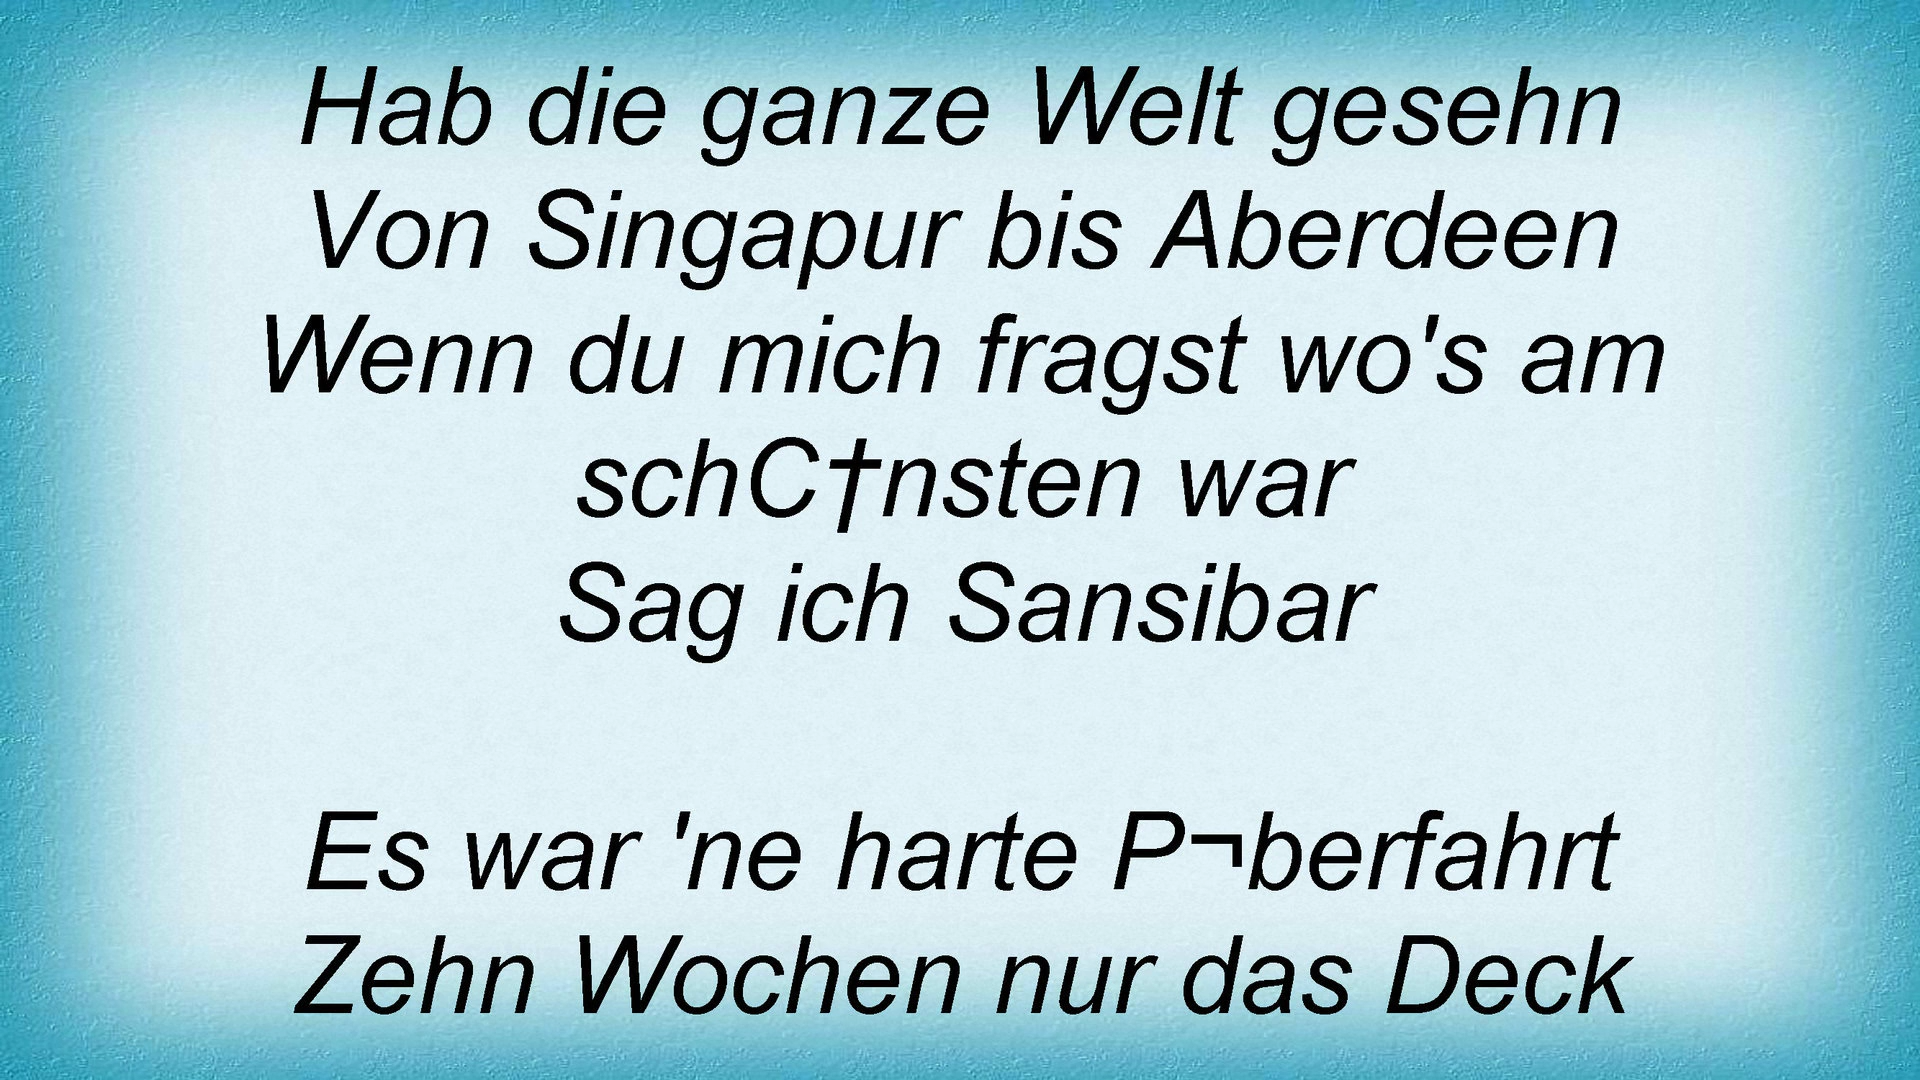 Hab die ganze Welt gesehn
Von Singapur bis Aberdeen
Wenn du mich fragst wo's am
schC†nsten war
Sag ich Sansibar
Es war 'ne harte P¬berfahrt
Zehn Wochen nur das Deck